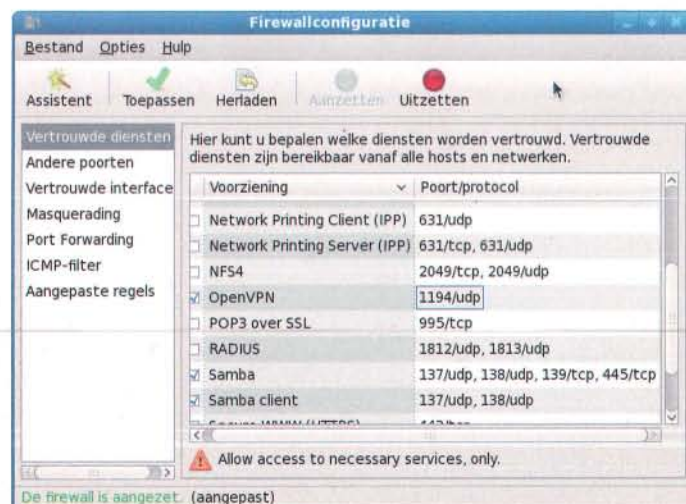 Firewallconfiguratie
Bestand Opties Hulp
Assistent Toepassen Herladen Aanzetten Uitzetten
Vertrouwde diensten
Andere poorten
Vertrouwde interface
Masquerading
Port Forwarding
ICMP-filter
Aangepaste regels
Hier kunt u bepalen welke diensten worden vertrouwd. Vertrouwde
diensten zijn bereikbaar vanaf alle hosts en netwerken.
Voorziening Poort/protocol
Network Printing Client (IPP) 631/udp
Network Printing Server (IPP) 631/tcp, 631/udp
NFS4 2049/tcp, 2049/udp
OpenVPN 1194/udp
POP3 over SSL 995/tcp
RADIUS 1812/udp, 1813/udp
Samba 137/udp, 138/udp, 139/tcp, 445/tcp
Samba client 137/udp, 138/udp
Allow access to necessary services, only.
De firewall is aangezet. (aangepast)